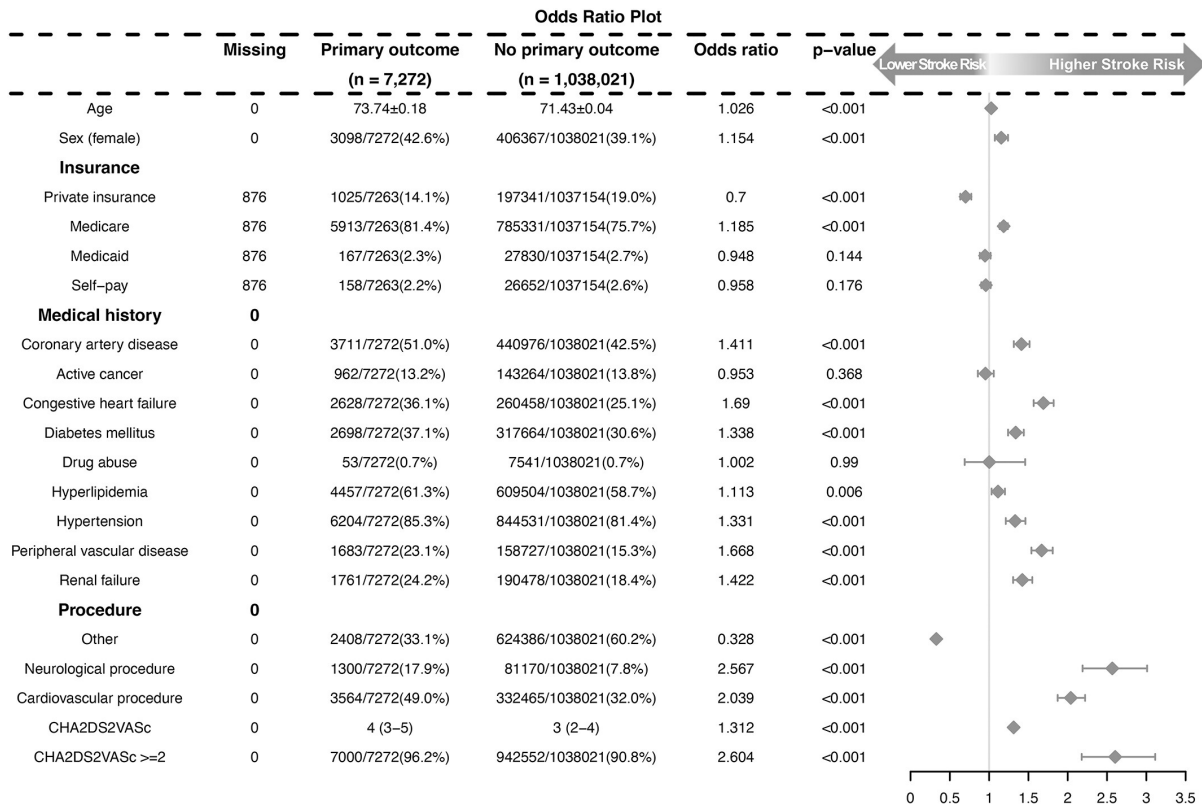 Odds Ratio Plot
Missing Primary outcome No primary outcome Odds ratio p−value Lower Stroke Risk Higher Stroke Risk
(n = 7,272) (n = 1,038,021)
Age 0 73.74±0.18 71.43±0.04 1.026 <0.001
Sex (female) 0 3098/7272(42.6%) 406367/1038021(39.1%) 1.154 <0.001
Insurance
Private insurance 876 1025/7263(14.1%) 197341/1037154(19.0%) 0.7 <0.001
Medicare 876 5913/7263(81.4%) 785331/1037154(75.7%) 1.185 <0.001
Medicaid 876 167/7263(2.3%) 27830/1037154(2.7%) 0.948 0.144
Self−pay 876 158/7263(2.2%) 26652/1037154(2.6%) 0.958 0.176
Medical history 0
Coronary artery disease 0 3711/7272(51.0%) 440976/1038021(42.5%) 1.411 <0.001
Active cancer 0 962/7272(13.2%) 143264/1038021(13.8%) 0.953 0.368
Congestive heart failure 0 2628/7272(36.1%) 260458/1038021(25.1%) 1.69 <0.001
Diabetes mellitus 0 2698/7272(37.1%) 317664/1038021(30.6%) 1.338 <0.001
Drug abuse 0 53/7272(0.7%) 7541/1038021(0.7%) 1.002 0.99
Hyperlipidemia 0 4457/7272(61.3%) 609504/1038021(58.7%) 1.113 0.006
Hypertension 0 6204/7272(85.3%) 844531/1038021(81.4%) 1.331 <0.001
Peripheral vascular disease 0 1683/7272(23.1%) 158727/1038021(15.3%) 1.668 <0.001
Renal failure 0 1761/7272(24.2%) 190478/1038021(18.4%) 1.422 <0.001
Procedure 0
Other 0 2408/7272(33.1%) 624386/1038021(60.2%) 0.328 <0.001
Neurological procedure 0 1300/7272(17.9%) 81170/1038021(7.8%) 2.567 <0.001
Cardiovascular procedure 0 3564/7272(49.0%) 332465/1038021(32.0%) 2.039 <0.001
CHA2DS2VASc 0 4 (3−5) 3 (2−4) 1.312 <0.001
CHA2DS2VASc >=2 0 7000/7272(96.2%) 942552/1038021(90.8%) 2.604 <0.001
0 1 1.5 2 2.5 3 3.5